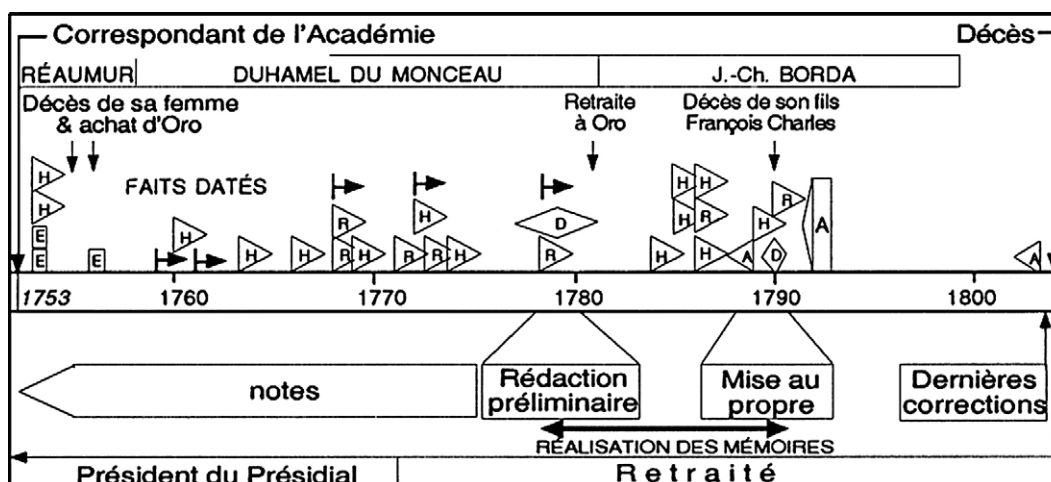 Correspondant de l'Académie
Décès
RÉAUMUR
DUHAMEL DU MONCEAU
J.-Ch. BORDA
Décès de sa femme
& achat d'Oro
Retraite
à Oro
Décès de son fils
François Charles
FAITS DATÉS
H
H
E
E
E
H
H
H
R
R
H
H
R
R
H
D
R
H
H
H
H
H
R
H
A
H
R
D
A
A
1753
1760
1770
1780
1790
1800
notes
Rédaction
préliminaire
Mise au
propre
Dernières
corrections
RÉALISATION DES MÉMOIRES
Président du Présidial
Retraité